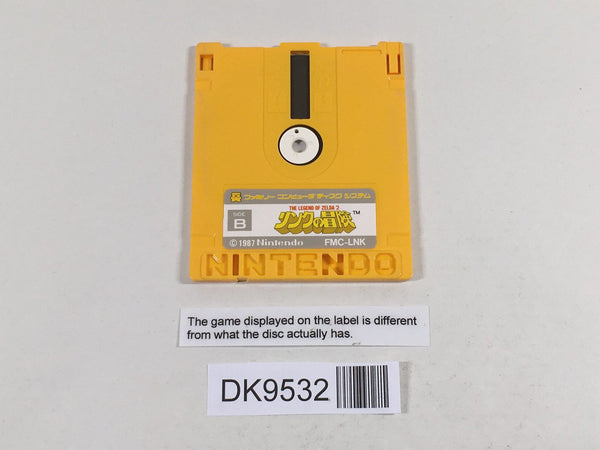 ファミリー コンピュータ ディスク システム
SIDE B
THE LEGEND OF ZELDA 2
リンクの冒険™
© 1987 Nintendo FMC-LNK
NINTENDO
The game displayed on the label is different
from what the disc actually has.
DK9532